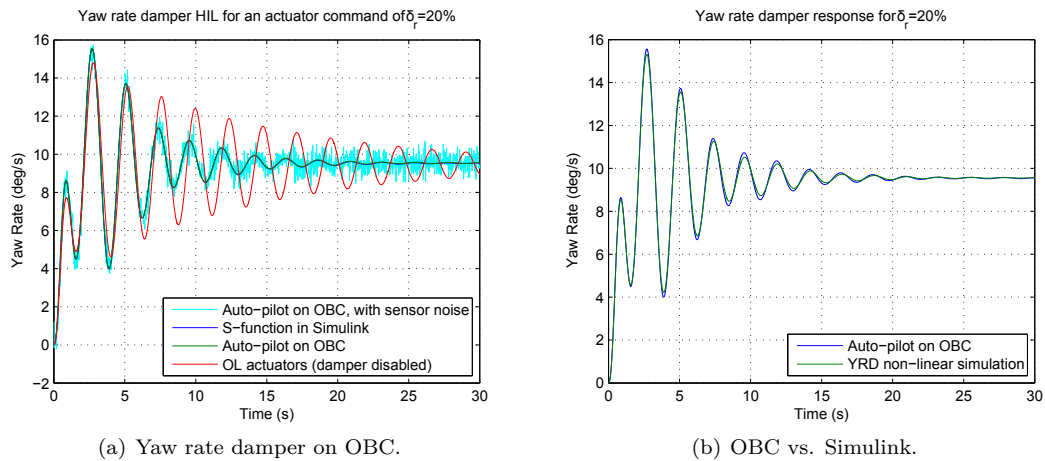 Yaw rate damper HIL for an actuator command of δ_r=20%
16
14
12
10
8
6
4
2
0
−2
0
5
10
15
20
25
30
Yaw Rate (deg/s)
Time (s)
Auto−pilot on OBC, with sensor noise
S−function in Simulink
Auto−pilot on OBC
OL actuators (damper disabled)
(a) Yaw rate damper on OBC.
Yaw rate damper response for δ_r=20%
16
14
12
10
8
6
4
2
0
0
5
10
15
20
25
30
Yaw Rate (deg/s)
Time (s)
Auto−pilot on OBC
YRD non−linear simulation
(b) OBC vs. Simulink.